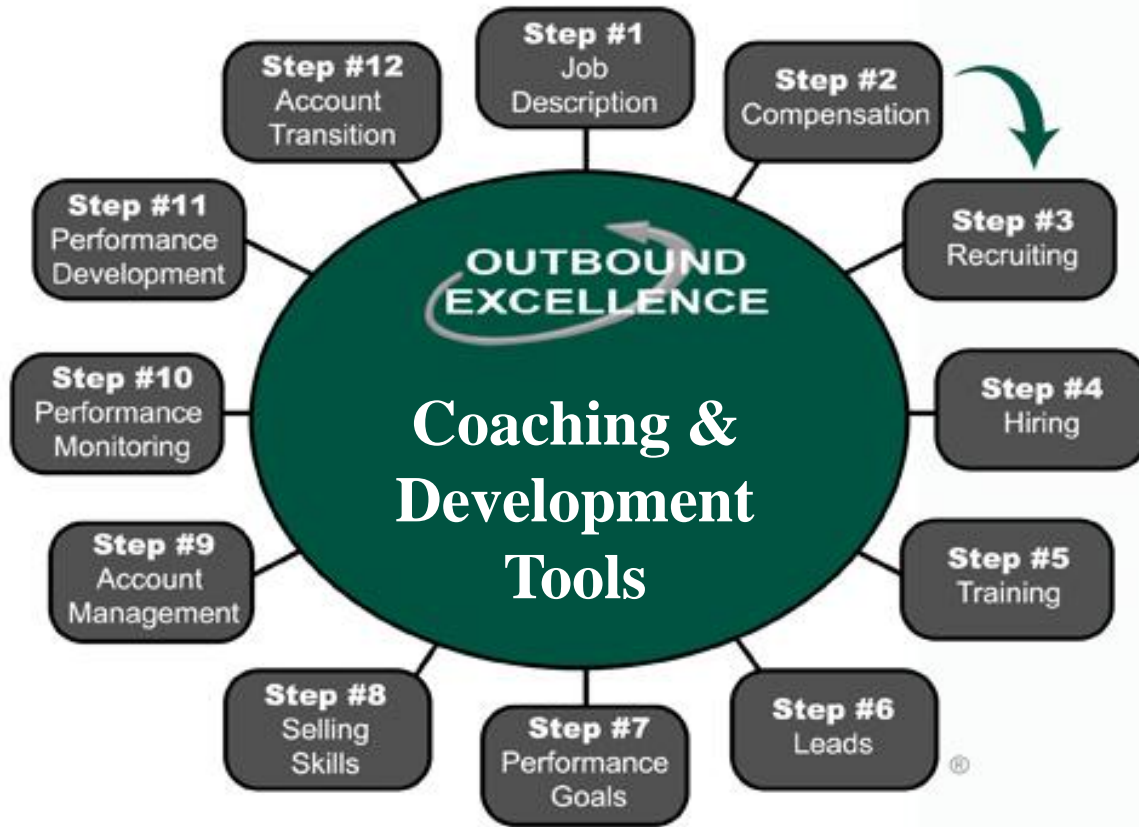 Step #1
Job
Description
Step #2
Compensation
Step #3
Recruiting
Step #4
Hiring
Step #5
Training
Step #6
Leads
Step #7
Performance
Goals
Step #8
Selling
Skills
Step #9
Account
Management
Step #10
Performance
Monitoring
Step #11
Performance
Development
Step #12
Account
Transition
OUTBOUND
EXCELLENCE
Coaching &
Development
Tools
®